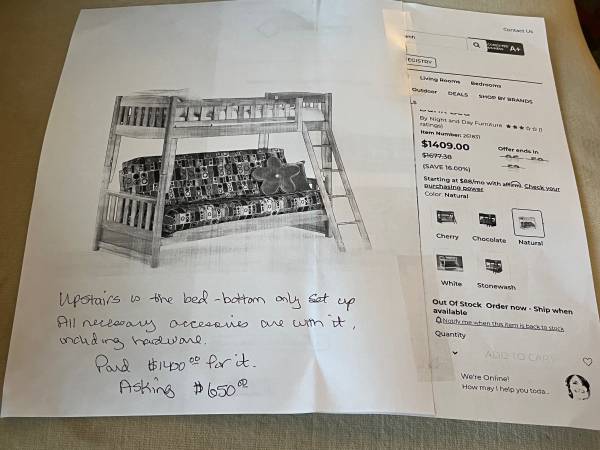 Contact Us
A+
EGISTRY
Living Rooms Bedrooms
Outdoor DEALS SHOP BY BRANDS
By Night and Day Furniture
ratings)
Item Number: 261831
$1409.00 Offer ends in
$1677.38
(SAVE 16.00%)
Starting at $88/mo with affirm. Check your
purchasing power
Color: Natural
Cherry Chocolate Natural
White Stonewash
Out Of Stock Order now - Ship when
available
Notify me when this item is back to stock
Quantity
ADD TO CART
We're Online!
How may I help you toda...
Upstairs is the bed - bottom only set up
All necessary accessories are with it,
including hardware.
Paid $1400.00 for it.
Asking $650.00